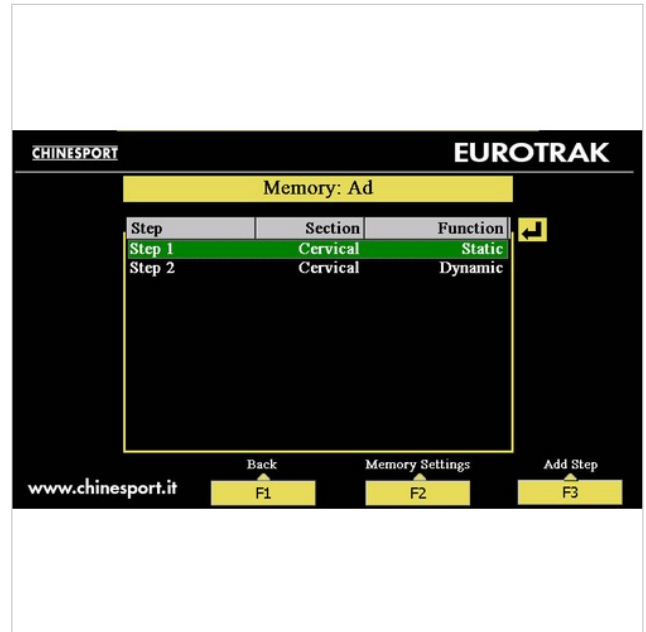 CHINESPORT EUROTRAK
Memory: Ad
Step Section Function
Step 1 Cervical Static
Step 2 Cervical Dynamic
Back Memory Settings Add Step
www.chinesport.it F1 F2 F3